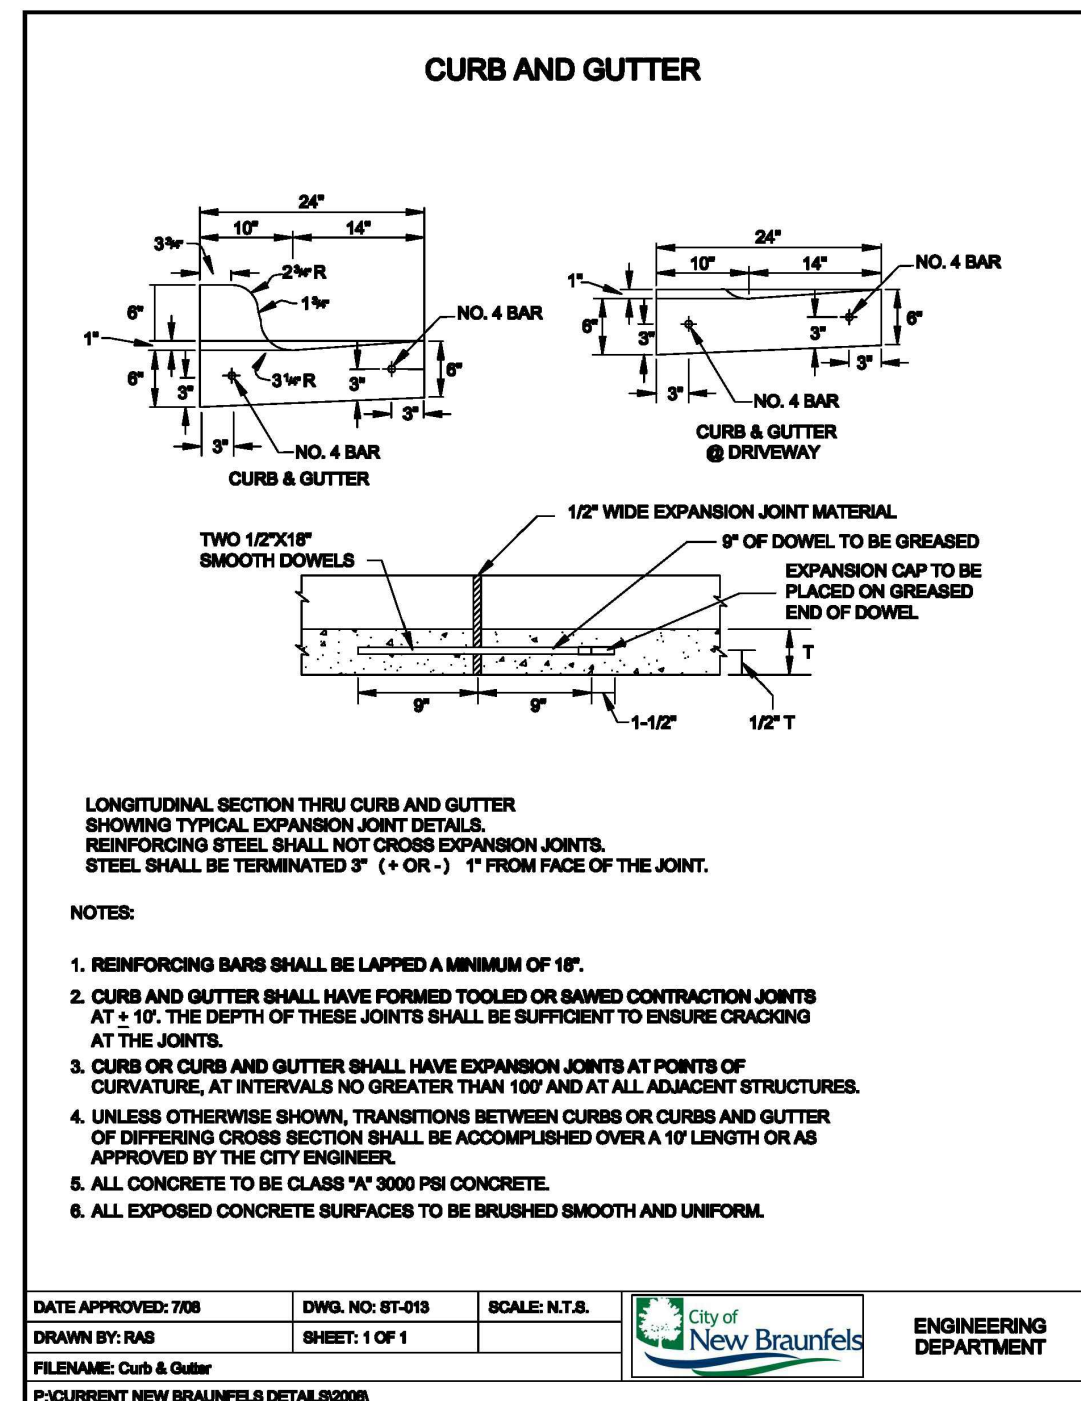 CURB AND GUTTER
24"
10"
14"
3¾"
2¾" R
1¾"
6"
1"
6"
3"
3¼" R
3"
NO. 4 BAR
6"
3"
3"
NO. 4 BAR
CURB & GUTTER
24"
10"
14"
NO. 4 BAR
1"
6"
3"
3"
6"
3"
3"
NO. 4 BAR
CURB & GUTTER
@ DRIVEWAY
1/2" WIDE EXPANSION JOINT MATERIAL
TWO 1/2"X18"
SMOOTH DOWELS
9" OF DOWEL TO BE GREASED
EXPANSION CAP TO BE
PLACED ON GREASED
END OF DOWEL
T
9"
9"
1-1/2"
1/2" T
LONGITUDINAL SECTION THRU CURB AND GUTTER
SHOWING TYPICAL EXPANSION JOINT DETAILS.
REINFORCING STEEL SHALL NOT CROSS EXPANSION JOINTS.
STEEL SHALL BE TERMINATED 3" ( + OR - ) 1" FROM FACE OF THE JOINT.
NOTES:
1. REINFORCING BARS SHALL BE LAPPED A MINIMUM OF 18".
2. CURB AND GUTTER SHALL HAVE FORMED TOOLED OR SAWED CONTRACTION JOINTS
AT ± 10'. THE DEPTH OF THESE JOINTS SHALL BE SUFFICIENT TO ENSURE CRACKING
AT THE JOINTS.
3. CURB OR CURB AND GUTTER SHALL HAVE EXPANSION JOINTS AT POINTS OF
CURVATURE, AT INTERVALS NO GREATER THAN 100' AND AT ALL ADJACENT STRUCTURES.
4. UNLESS OTHERWISE SHOWN, TRANSITIONS BETWEEN CURBS OR CURBS AND GUTTER
OF DIFFERING CROSS SECTION SHALL BE ACCOMPLISHED OVER A 10' LENGTH OR AS
APPROVED BY THE CITY ENGINEER.
5. ALL CONCRETE TO BE CLASS "A" 3000 PSI CONCRETE.
6. ALL EXPOSED CONCRETE SURFACES TO BE BRUSHED SMOOTH AND UNIFORM.
DATE APPROVED: 7/08
DWG. NO: ST-013
SCALE: N.T.S.
DRAWN BY: RAS
SHEET: 1 OF 1
FILENAME: Curb & Gutter
P:\CURRENT NEW BRAUNFELS DETAILS\2008\
City of
New Braunfels
ENGINEERING
DEPARTMENT